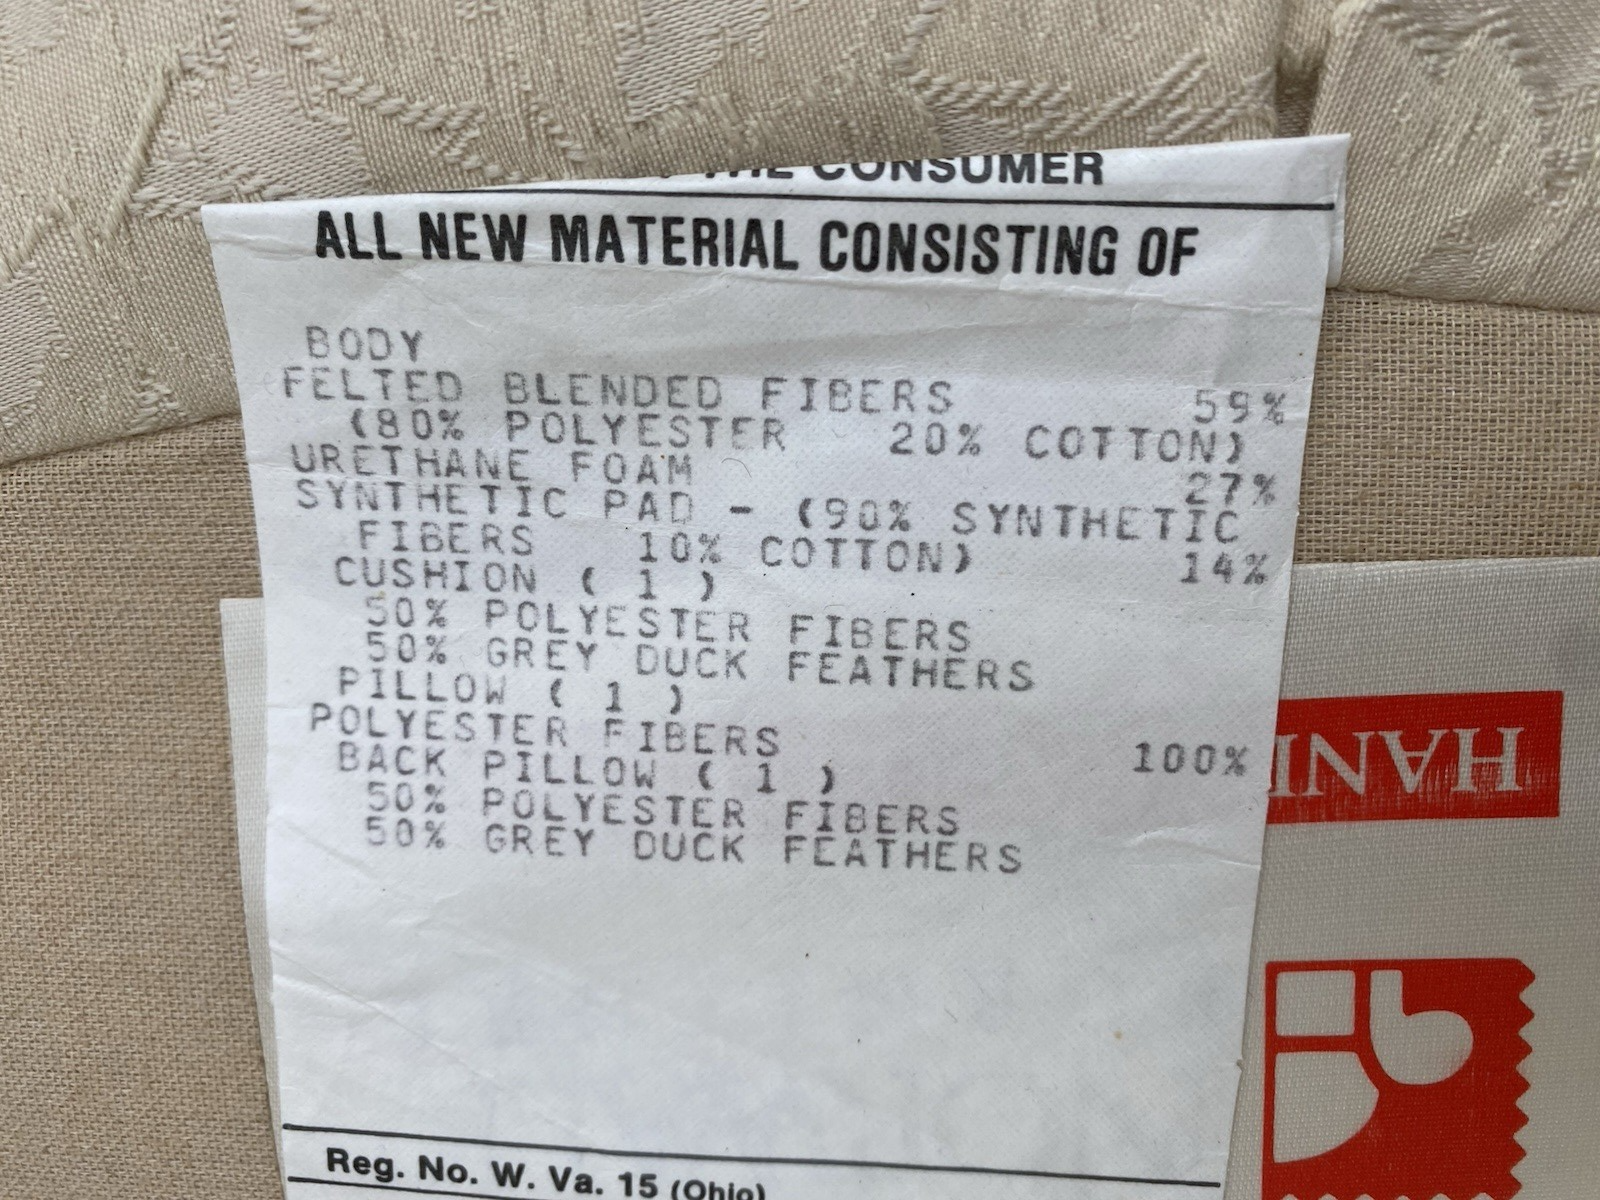 THE CONSUMER
ALL NEW MATERIAL CONSISTING OF
BODY
FELTED BLENDED FIBERS 59%
(80% POLYESTER 20% COTTON)
URETHANE FOAM 27%
SYNTHETIC PAD - (90% SYNTHETIC
FIBERS 10% COTTON) 14%
CUSHION ( 1 )
50% POLYESTER FIBERS
50% GREY DUCK FEATHERS
PILLOW ( 1 )
POLYESTER FIBERS 100%
BACK PILLOW ( 1 )
50% POLYESTER FIBERS
50% GREY DUCK FEATHERS
Reg. No. W. Va. 15 (Ohio)